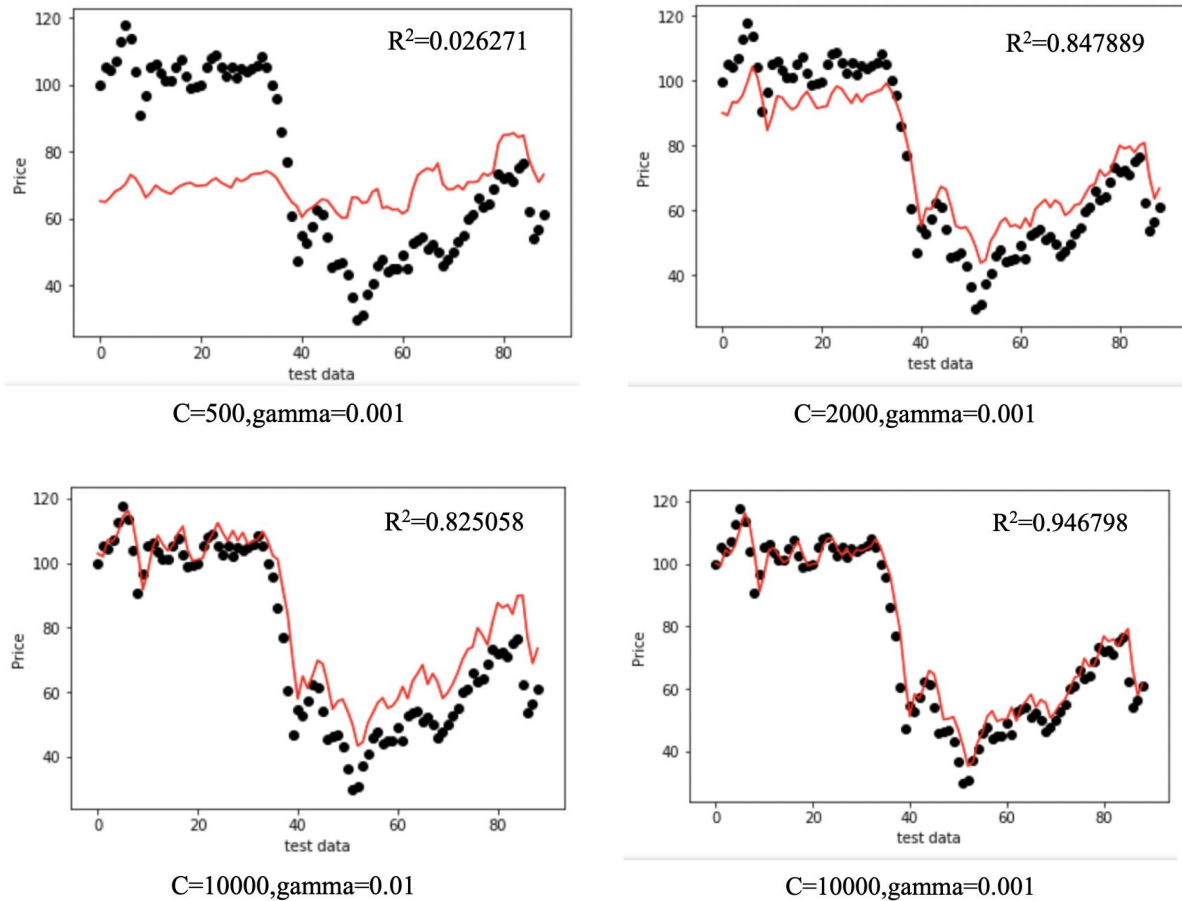 R²=0.026271
120
100
80
60
40
Price
0 20 40 60 80
test data
C=500,gamma=0.001
R²=0.847889
120
100
80
60
40
Price
0 20 40 60 80
test data
C=2000,gamma=0.001
R²=0.825058
120
100
80
60
40
Price
0 20 40 60 80
test data
C=10000,gamma=0.01
R²=0.946798
120
100
80
60
40
Price
0 20 40 60 80
test data
C=10000,gamma=0.001